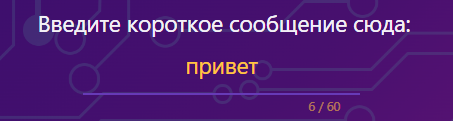 Введите короткое сообщение сюда:
привет
6 / 60